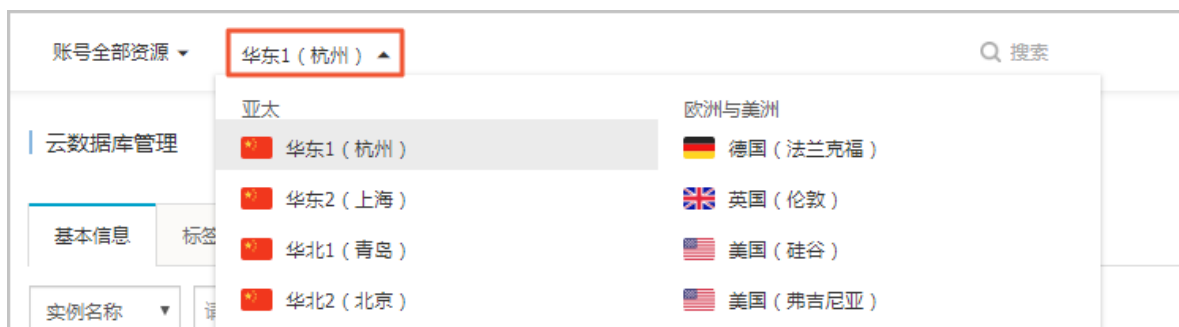 账号全部资源
华东1（杭州）
搜索
亚太
欧洲与美洲
云数据库管理
华东1（杭州）
德国（法兰克福）
华东2（上海）
英国（伦敦）
基本信息
标签
华北1（青岛）
美国（硅谷）
实例名称
请
华北2（北京）
美国（弗吉尼亚）